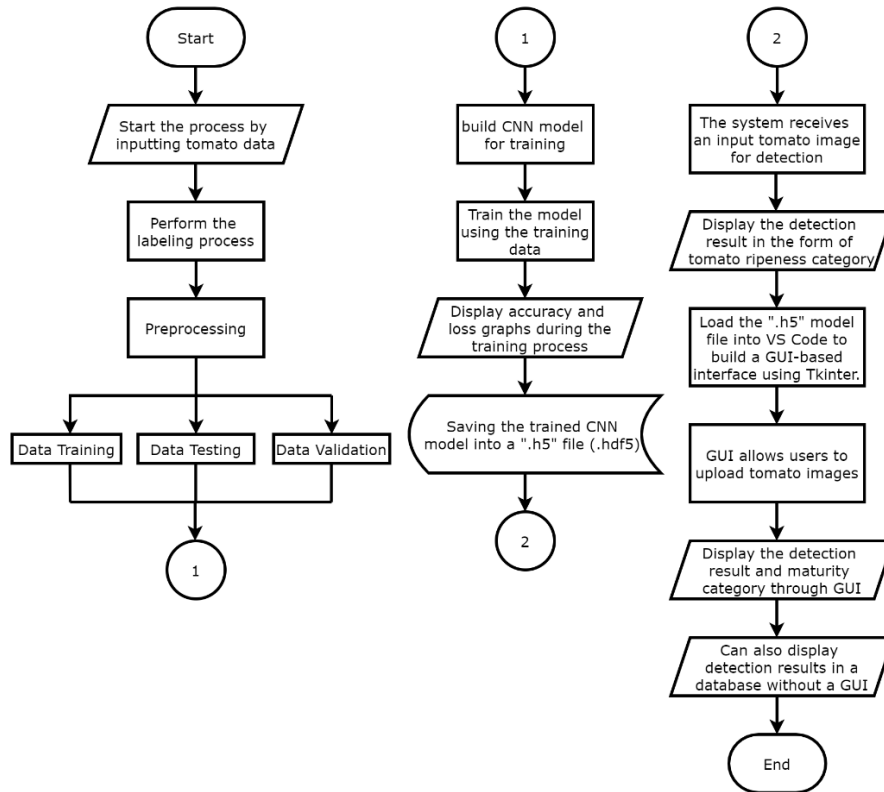 Start
Start the process by
inputting tomato data
Perform the
labeling process
Preprocessing
Data Training
Data Testing
Data Validation
1
1
build CNN model
for training
Train the model
using the training
data
Display accuracy and
loss graphs during the
training process
Saving the trained CNN
model into a ".h5" file (.hdf5)
2
2
The system receives
an input tomato image
for detection
Display the detection
result in the form of
tomato ripeness category
Load the ".h5" model
file into VS Code to
build a GUI-based
interface using Tkinter.
GUI allows users to
upload tomato images
Display the detection
result and maturity
category through GUI
Can also display
detection results in a
database without a GUI
End